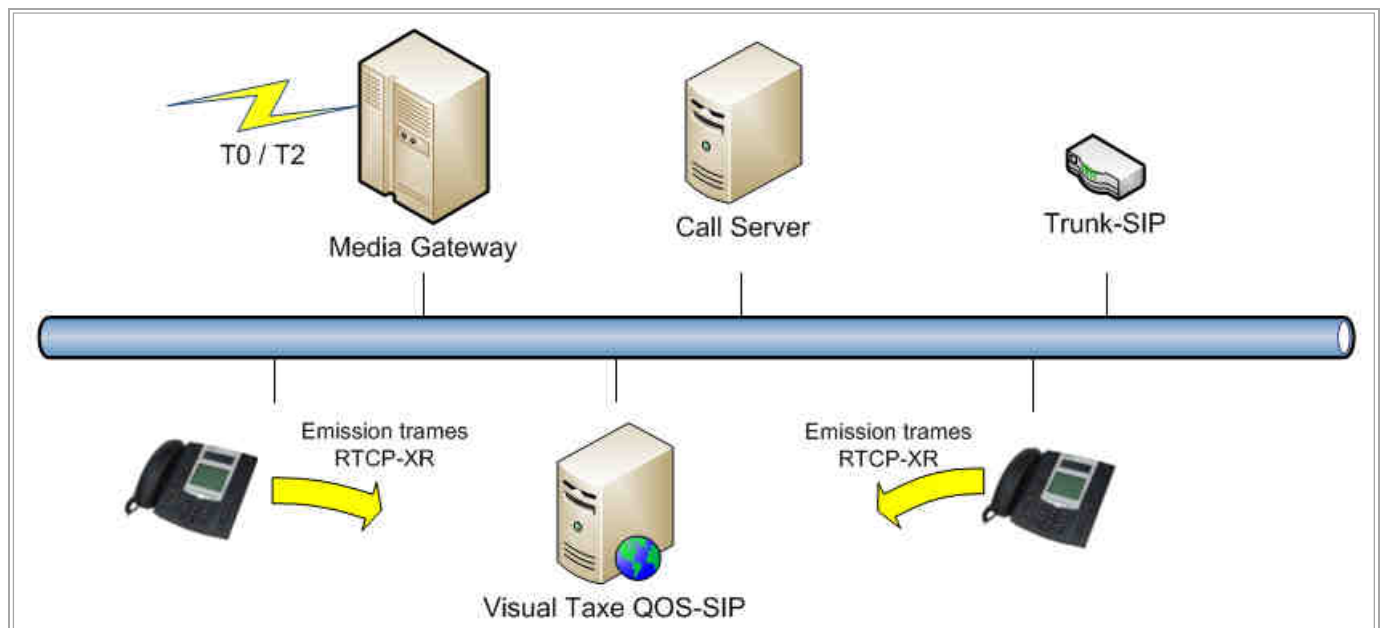 T0 / T2
Media Gateway
Call Server
Trunk-SIP
Emission trames
RTCP-XR
Emission trames
RTCP-XR
Visual Taxe QOS-SIP